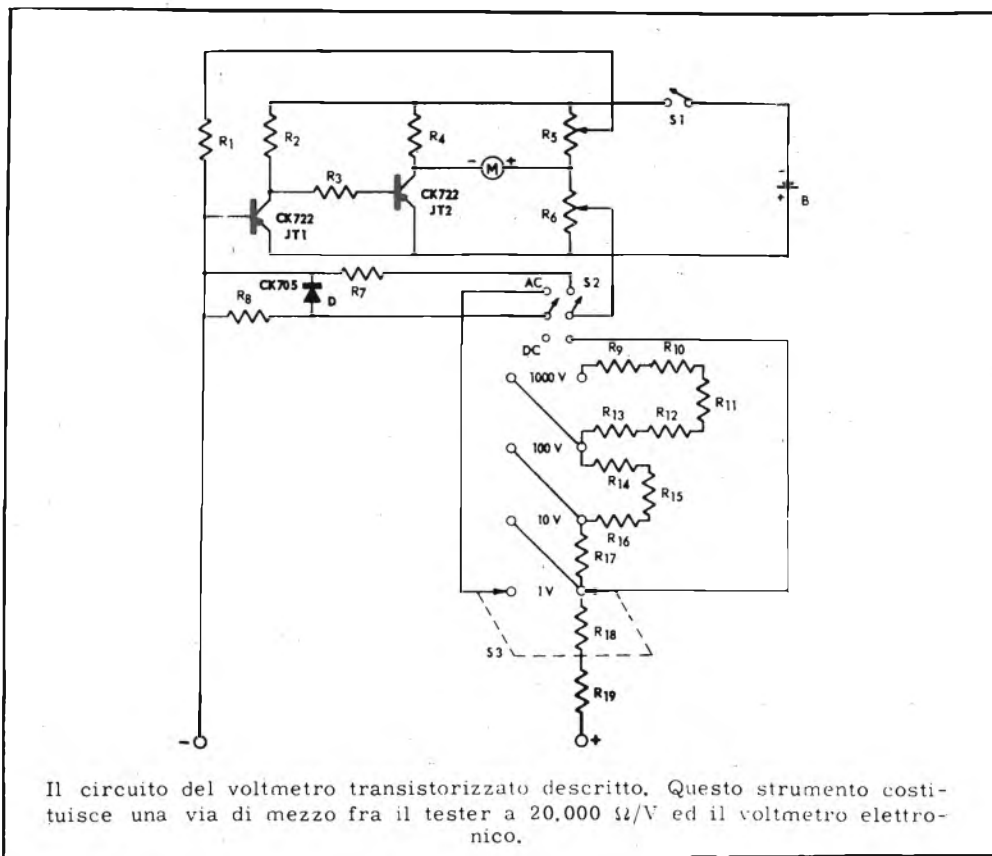 R1
R2
R3
R4
R5
R6
S1
- M +
-
+ B
CK722
JT1
CK722
JT2
CK705
D
R7
R8
AC
S2
DC
R9
R10
R11
1000 V
R13
R12
100 V
R14
R15
10 V
R16
R17
1 V
R18
S3
R19
-
+
Il circuito del voltmetro transistorizzato descritto. Questo strumento costi-
tuisce una via di mezzo fra il tester a 20.000 Ω/V ed il voltmetro elettro-
nico.